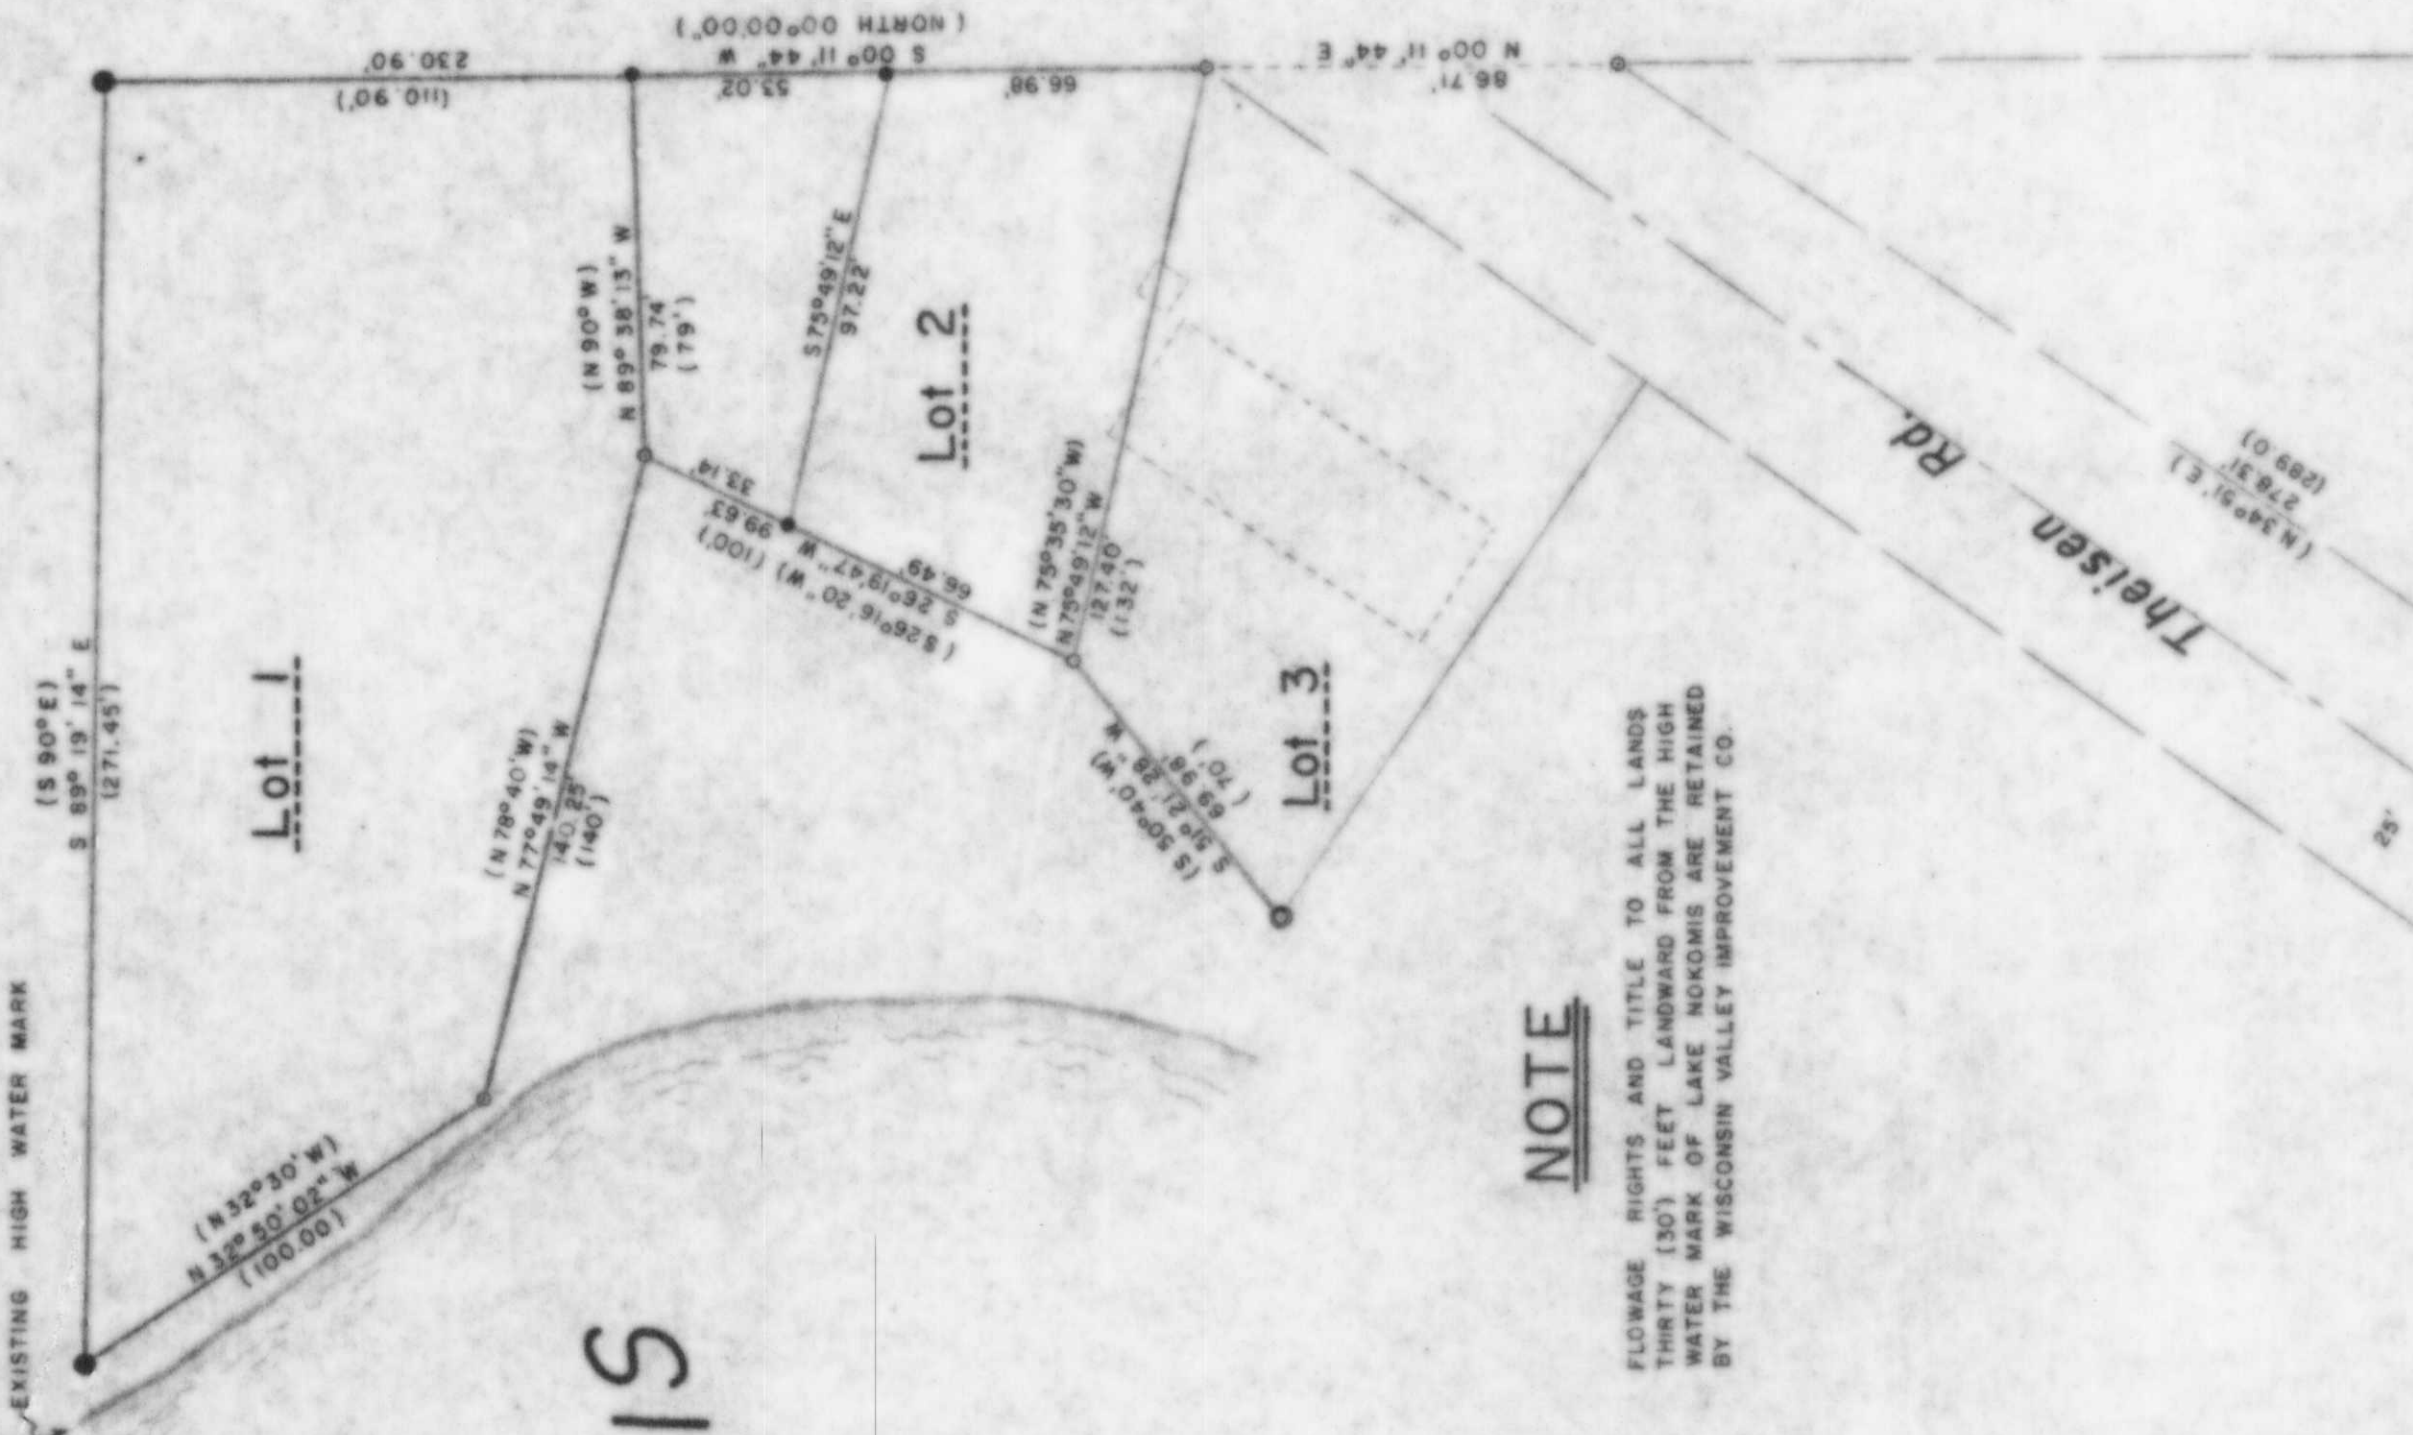 EXISTING HIGH WATER MARK
(S 90° E)
S 89° 19' 14" E
(271.45')
Lot 1
230.90'
(110.90')
(NORTH 00°00'00")
S 00° 11' 44" W
53.02'
66.98'
N 00° 11' 44" E
86.71'
(N 90° W)
N 89° 38' 13" W
79.74'
(79')
S 75° 49' 12" E
97.22'
Lot 2
33.14'
99.63'
66.49'
S 26° 19' 47" W
(S 26° 16' 20" W) (100')
(N 75° 35' 30" W)
N 75° 49' 12" W
127.40'
(132')
(N 78° 40' W)
N 77° 49' 14" W
140.25'
(140')
(N 32° 30' W)
N 32° 50' 02" W
(100.00)
(S 50° 40' W)
S 51° 21' 28" W
69.98'
(70')
Lot 3
IS
NOTE
FLOWAGE RIGHTS AND TITLE TO ALL LANDS
THIRTY (30') FEET LANDWARD FROM THE HIGH
WATER MARK OF LAKE NOKOMIS ARE RETAINED
BY THE WISCONSIN VALLEY IMPROVEMENT CO.
Theisen Rd.
(N 34° 51' E)
278.31'
(289.0)
25'